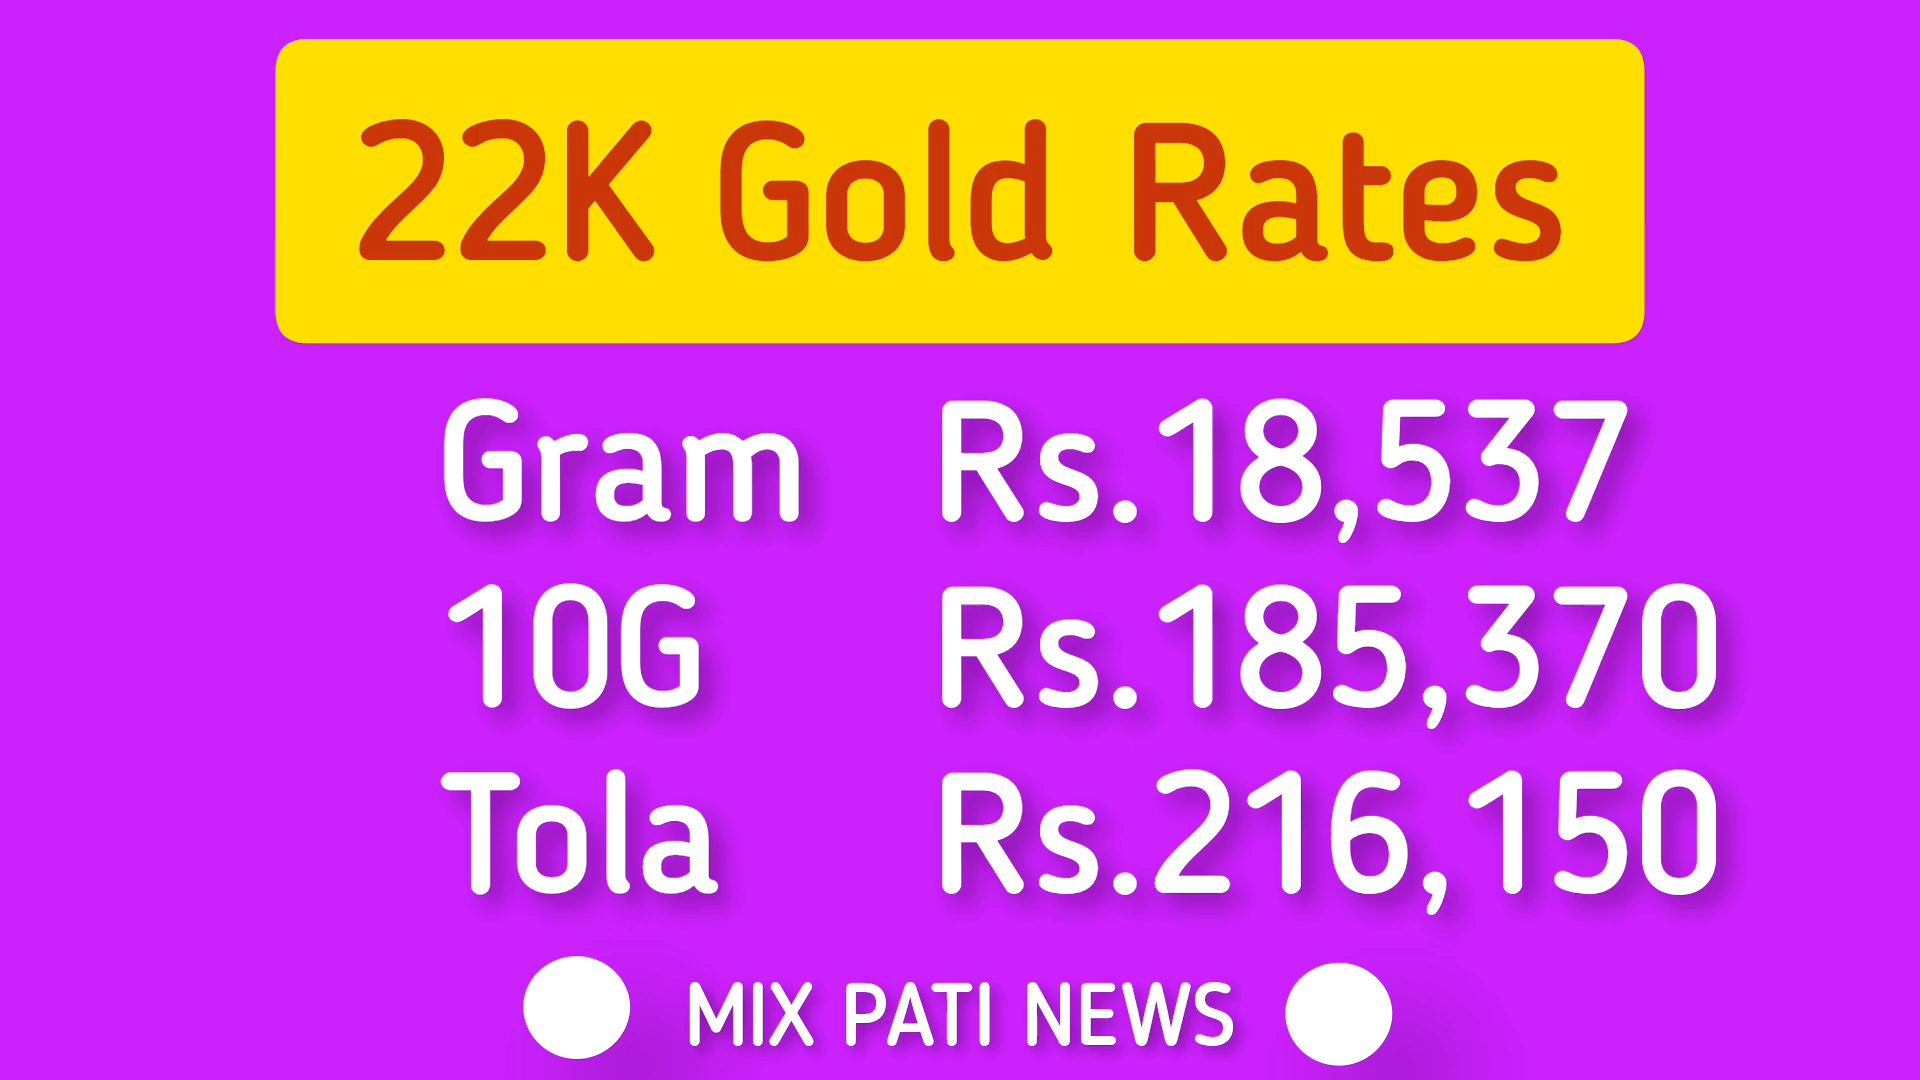 22K Gold Rates
Gram Rs.18,537
10G Rs.185,370
Tola Rs.216,150
MIX PATI NEWS